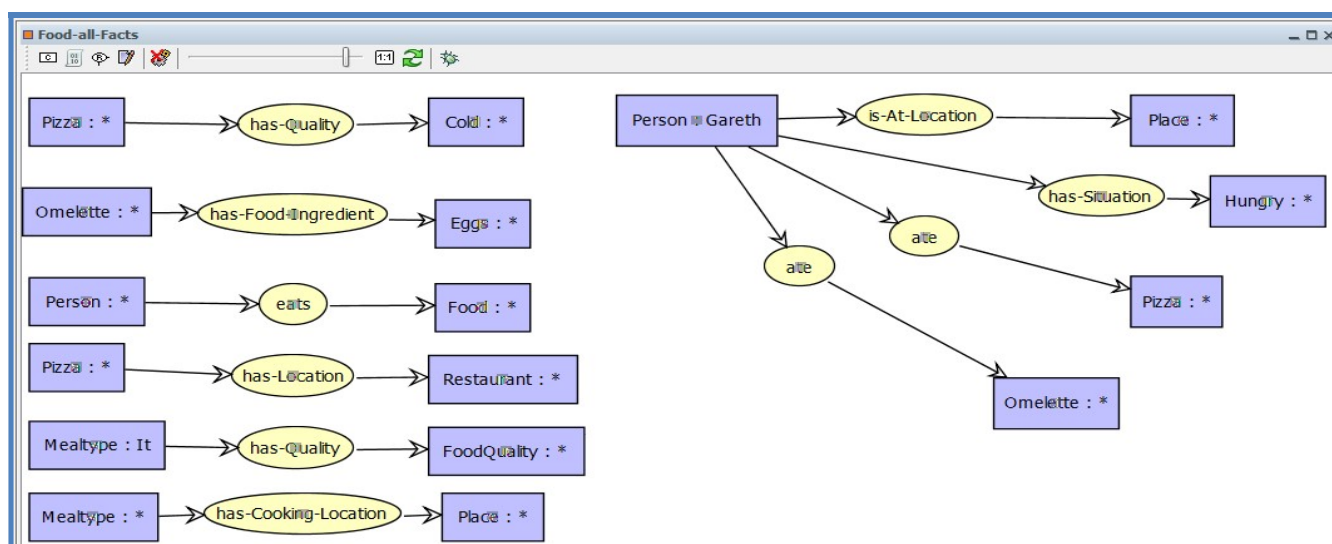 Food-all-Facts
Pizza : * has-Quality Cold : *
Omelette : * has-Food-Ingredient Eggs : *
Person : * eats Food : *
Pizza : * has-Location Restaurant : *
Mealtype : It has-Quality FoodQuality : *
Mealtype : * has-Cooking-Location Place : *
Person : Gareth is-At-Location Place : *
has-Situation Hungry : *
ate Pizza : *
ate Omelette : *